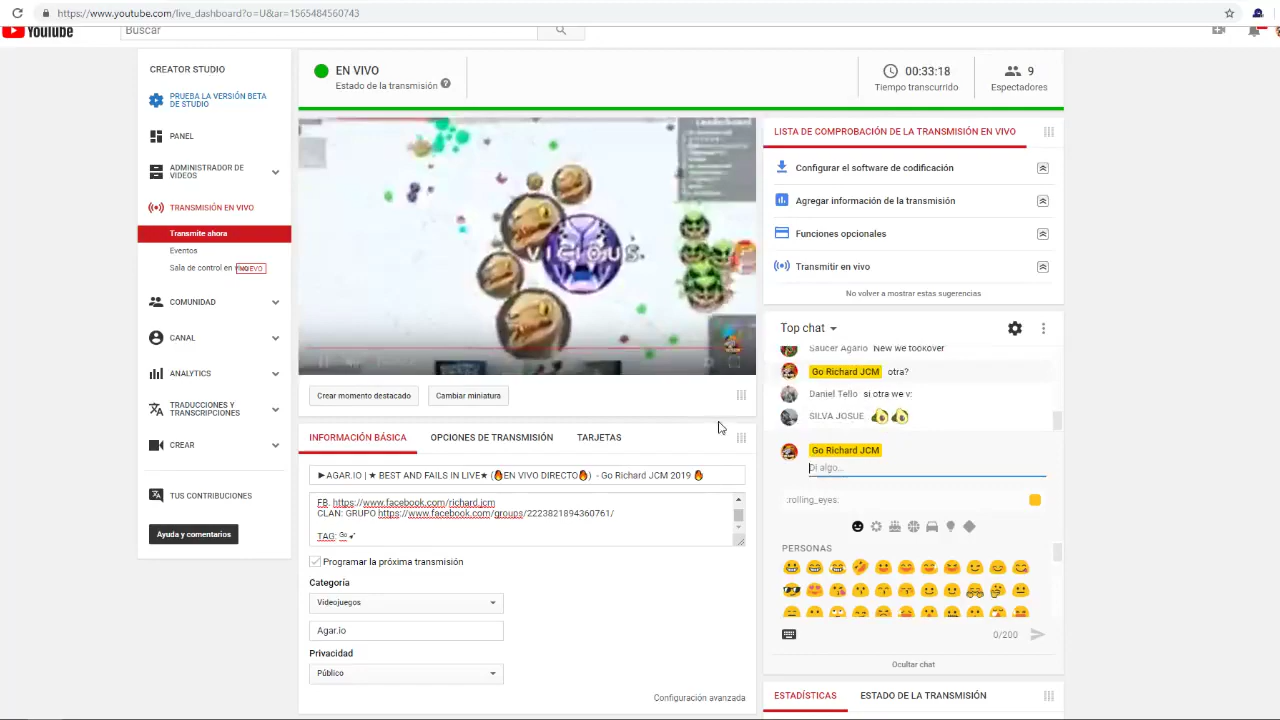 https://www.youtube.com/live_dashboard?o=U&ar=1565484560743
YouTube
Buscar
CREATOR STUDIO
PRUEBA LA VERSIÓN BETA
DE STUDIO
PANEL
ADMINISTRADOR DE
VIDEOS
TRANSMISIÓN EN VIVO
Transmite ahora
Eventos
Sala de control en
NUEVO
COMUNIDAD
CANAL
ANALYTICS
TRADUCCIONES Y
TRANSCRIPCIONES
CREAR
TUS CONTRIBUCIONES
Ayuda y comentarios
EN VIVO
Estado de la transmisión
00:33:18
Tiempo transcurrido
9
Espectadores
VICIOUS.
Crear momento destacado
Cambiar miniatura
INFORMACIÓN BÁSICA
OPCIONES DE TRANSMISIÓN
TARJETAS
►AGAR.IO | ★ BEST AND FAILS IN LIVE★ (🔥EN VIVO DIRECTO🔥) - Go Richard JCM 2019 🔥
FB: https://www.facebook.com/richard.jcm
CLAN: GRUPO https://www.facebook.com/groups/2223821894360761/
TAG: ᴳᵒ
Programar la próxima transmisión
Categoría
Videojuegos
Agar.io
Privacidad
Público
Configuración avanzada
LISTA DE COMPROBACIÓN DE LA TRANSMISIÓN EN VIVO
Configurar el software de codificación
Agregar información de la transmisión
Funciones opcionales
Transmitir en vivo
No volver a mostrar estas sugerencias
Top chat
Saucer Agario New we tookover
Go Richard JCM otra?
Daniel Tello si otra we v:
SILVA JOSUE 🥑🥑
Go Richard JCM
Di algo...
:rolling_eyes:
PERSONAS
0/200
Ocultar chat
ESTADÍSTICAS
ESTADO DE LA TRANSMISIÓN